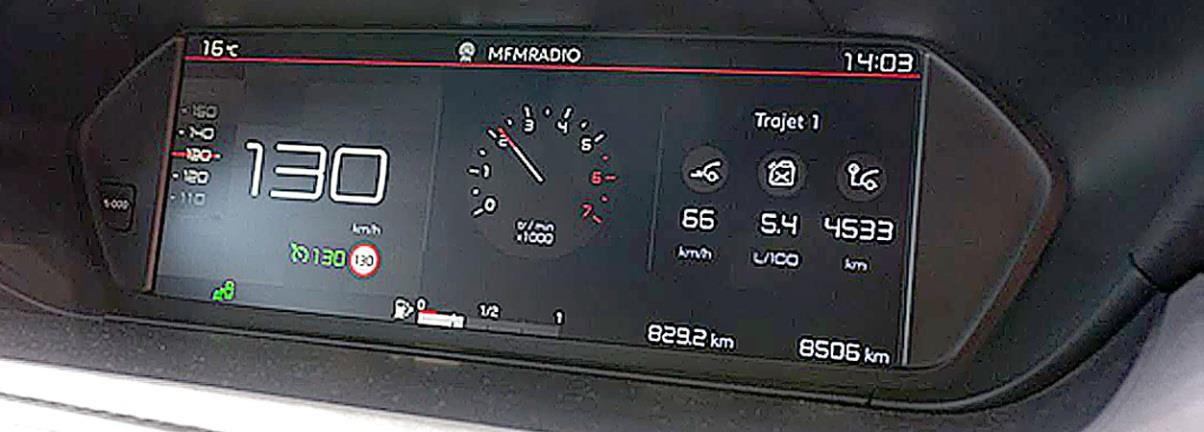 16°C
MFMRADIO
14:03
150
140
130
120
110
130
km/h
130
130
0
1
2
3
4
5
6
7
tr/min
x1000
Trajet 1
66
5.4
4533
km/h
L/100
km
0
1/2
1
829.2 km
8506 km